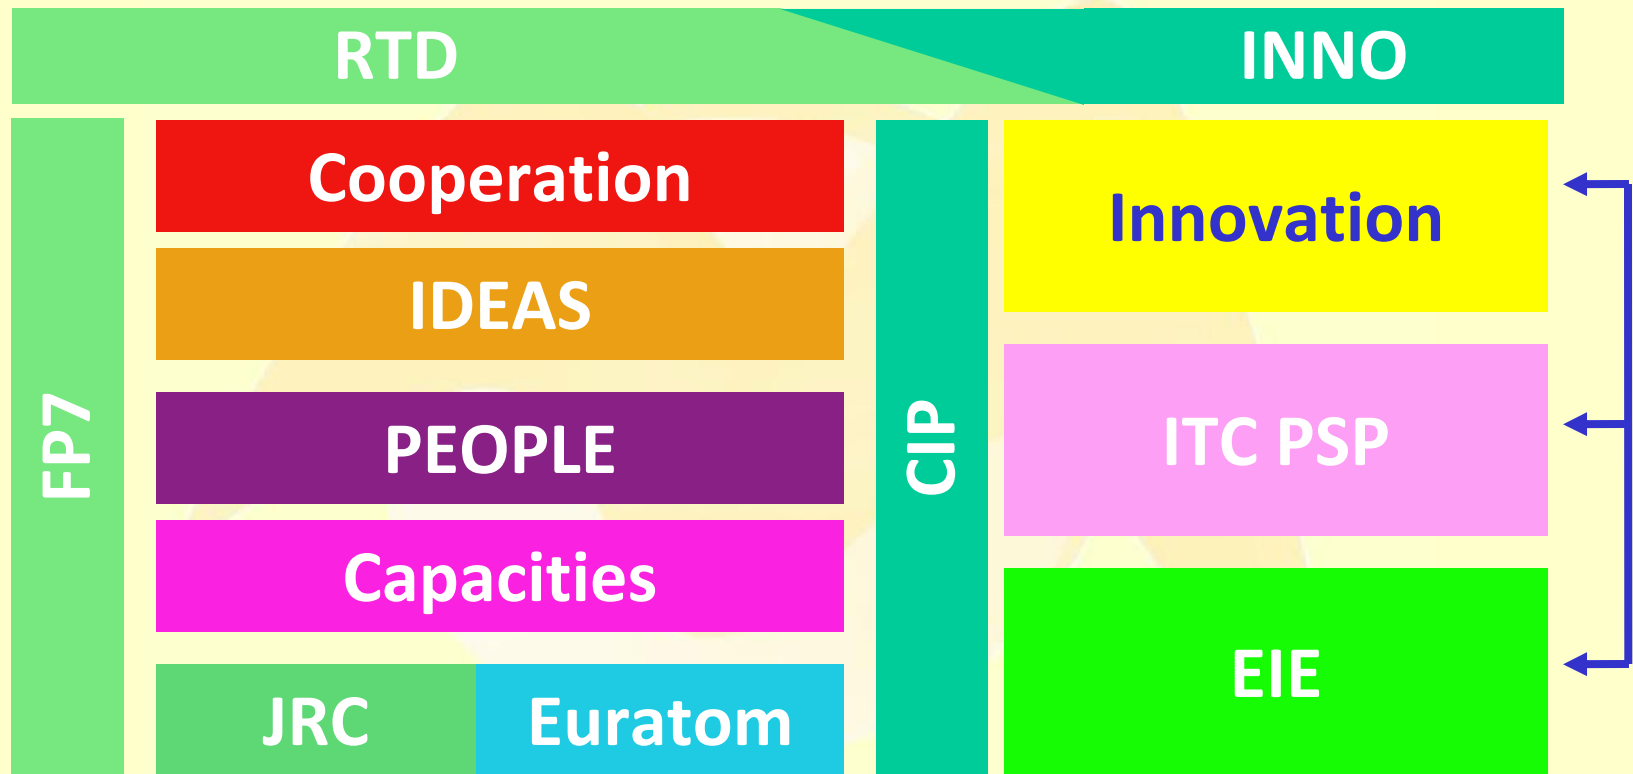 RTD
INNO
FP7
Cooperation
IDEAS
PEOPLE
Capacities
JRC
Euratom
CIP
Innovation
ITC PSP
EIE